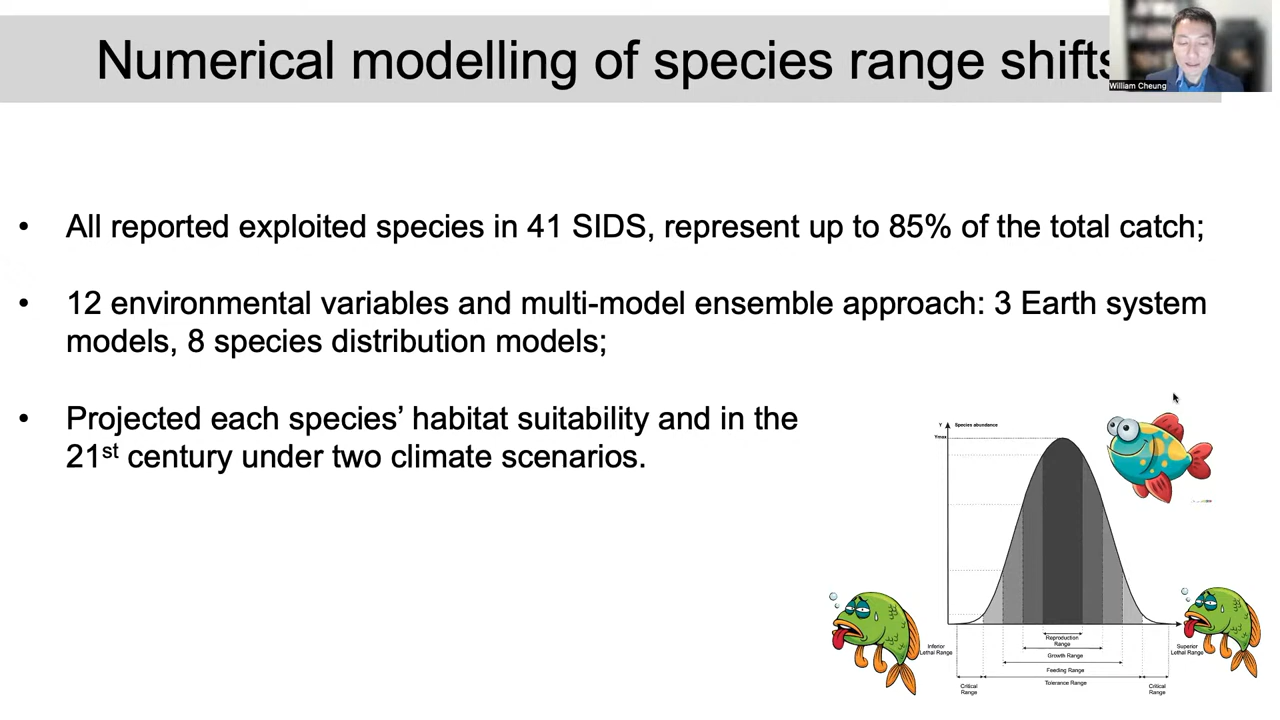 Numerical modelling of species range shifts
William Cheung
• All reported exploited species in 41 SIDS, represent up to 85% of the total catch;
• 12 environmental variables and multi-model ensemble approach: 3 Earth system
models, 8 species distribution models;
• Projected each species’ habitat suitability and in the
21st century under two climate scenarios.
Y
Species abundance
Ymax
Reproduction
Range
Inferior
Lethal Range
Superior
Lethal Range
Growth Range
Feeding Range
Tolerance Range
Critical
Range
Critical
Range